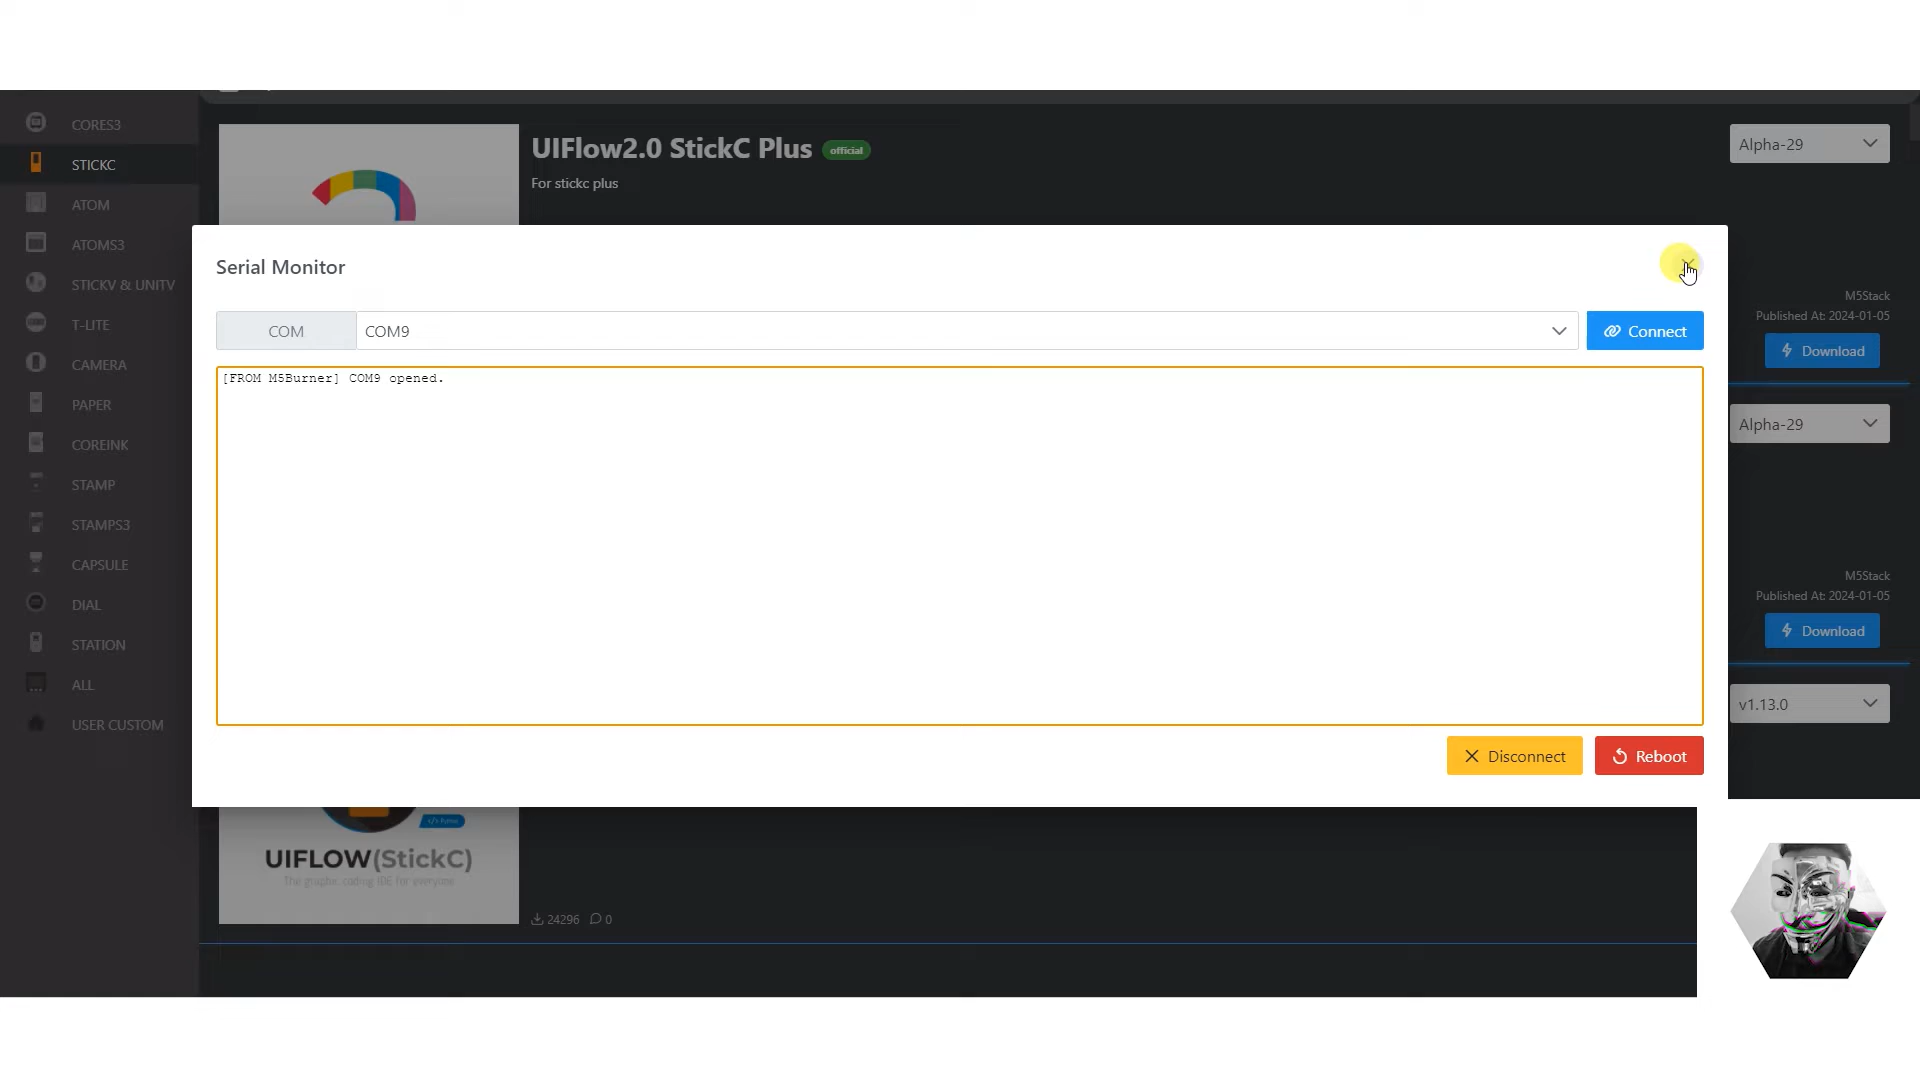 CORES3
STICKC
ATOM
ATOMS3
STICKV & UNITV
T-LITE
CAMERA
PAPER
COREINK
STAMP
STAMPS3
CAPSULE
DIAL
STATION
ALL
USER CUSTOM
UIFlow2.0 StickC Plus official
For stickc plus
Alpha-29
M5Stack
Published At: 2024-01-05
Download
Serial Monitor
COM COM9 Connect
[FROM M5Burner] COM9 opened.
Disconnect Reboot
Alpha-29
M5Stack
Published At: 2024-01-05
Download
v1.13.0
UIFLOW(StickC)
The graphic coding IDE for everyone
24296 0